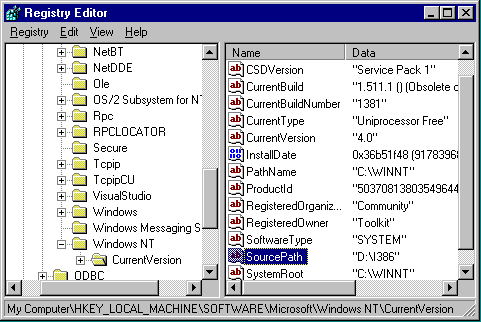 Registry Editor
Registry Edit View Help
NetBT
NetDDE
Ole
OS/2 Subsystem for NT
Rpc
RPCLOCATOR
Secure
Tcpip
TcpipCU
VisualStudio
Windows
Windows Messaging S
Windows NT
CurrentVersion
ODBC
Name Data
CSDVersion "Service Pack 1"
CurrentBuild "1.511.1 () (Obsolete d
CurrentBuildNumber "1381"
CurrentType "Uniprocessor Free"
CurrentVersion "4.0"
InstallDate 0x36b51f48 (91783968
PathName "C:\WINNT"
ProductId "50370813803549644
RegisteredOrganiz... "Community"
RegisteredOwner "Toolkit"
SoftwareType "SYSTEM"
SourcePath "D:\I386"
SystemRoot "C:\WINNT"
My Computer\HKEY_LOCAL_MACHINE\SOFTWARE\Microsoft\Windows NT\CurrentVersion